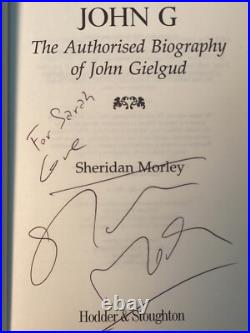 JOHN G
The Authorised Biography
of John Gielgud
For Sarah
Love
Sheridan Morley
Hodder & Stoughton